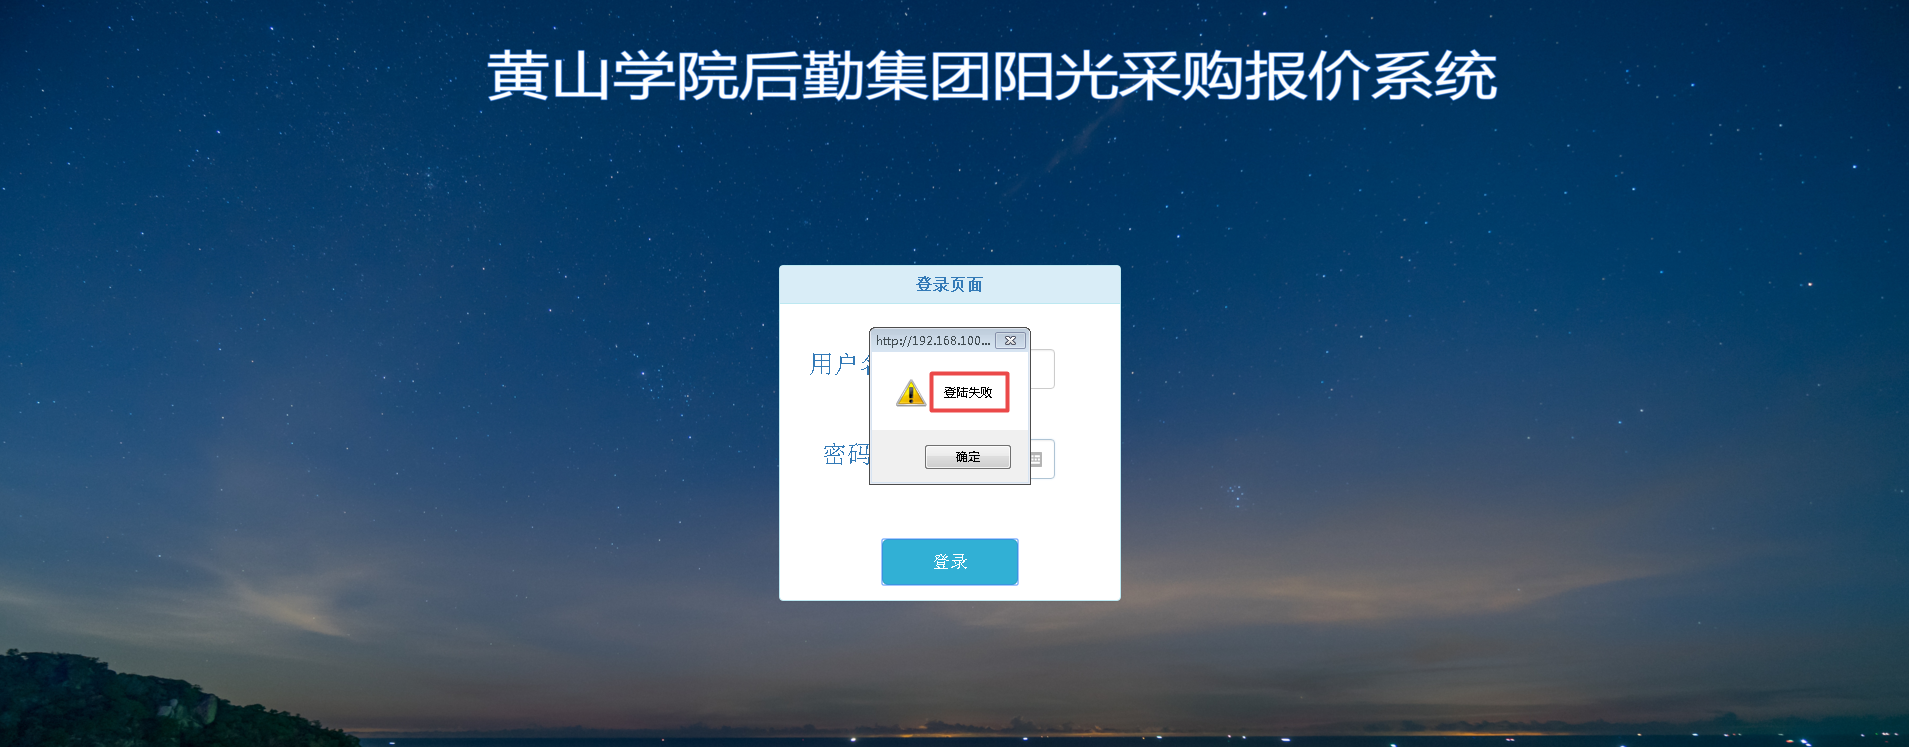 黄山学院后勤集团阳光采购报价系统
登录页面
http://192.168.100...
用户
登陆失败
密码
确定
登录